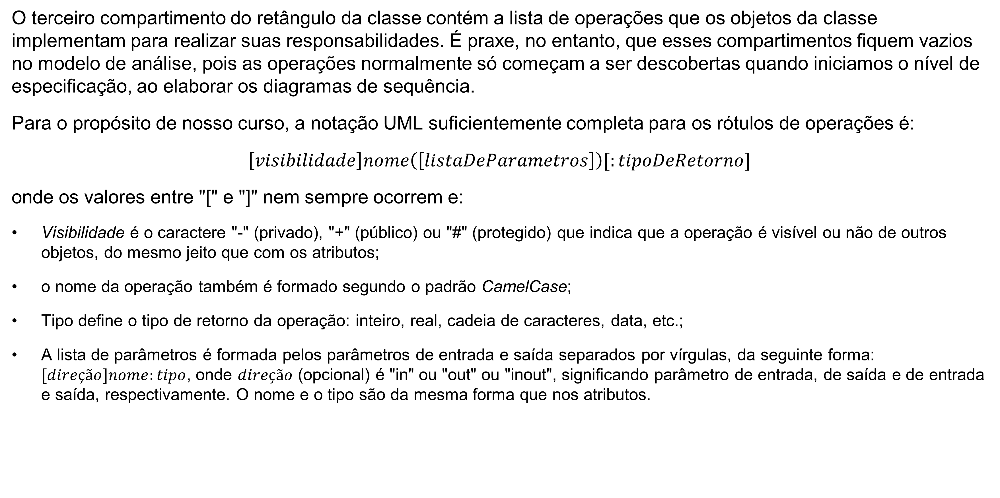 O terceiro compartimento do retângulo da classe contém a lista de operações que os objetos da classe
implementam para realizar suas responsabilidades. É praxe, no entanto, que esses compartimentos fiquem vazios
no modelo de análise, pois as operações normalmente só começam a ser descobertas quando iniciamos o nível de
especificação, ao elaborar os diagramas de sequência.
Para o propósito de nosso curso, a notação UML suficientemente completa para os rótulos de operações é:
[visibilidade]nome([listaDeParametros])[: tipoDeRetorno]
onde os valores entre "[" e "]" nem sempre ocorrem e:
• Visibilidade é o caractere "-" (privado), "+" (público) ou "#" (protegido) que indica que a operação é visível ou não de outros
objetos, do mesmo jeito que com os atributos;
• o nome da operação também é formado segundo o padrão CamelCase;
• Tipo define o tipo de retorno da operação: inteiro, real, cadeia de caracteres, data, etc.;
• A lista de parâmetros é formada pelos parâmetros de entrada e saída separados por vírgulas, da seguinte forma:
[direção]nome: tipo, onde direção (opcional) é "in" ou "out" ou "inout", significando parâmetro de entrada, de saída e de entrada
e saída, respectivamente. O nome e o tipo são da mesma forma que nos atributos.